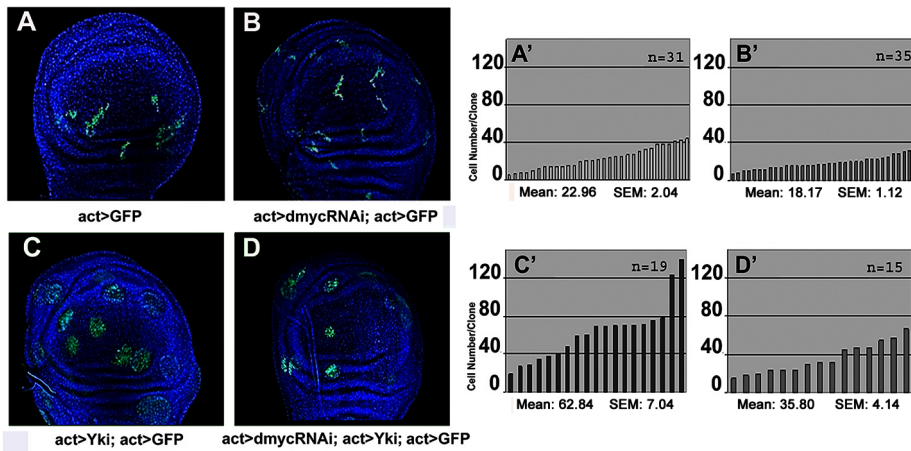 A
B
act>GFP
act>dmycRNAi; act>GFP
C
D
act>Yki; act>GFP
act>dmycRNAi; act>Yki; act>GFP
A’
n=31
120
80
40
0
Cell Number/Clone
Mean: 22.96 SEM: 2.04
B’
n=35
120
80
40
0
Mean: 18.17 SEM: 1.12
C’
n=19
120
80
40
0
Cell Number/Clone
Mean: 62.84 SEM: 7.04
D’
n=15
120
80
40
0
Mean: 35.80 SEM: 4.14